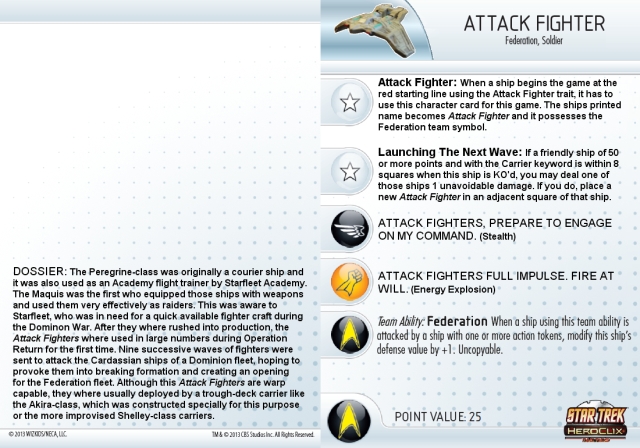 DOSSIER: The Peregrine-class was originally a courier ship and
it was also used as an Academy flight trainer by Starfleet Academy.
The Maquis was the first who equipped those ships with weapons
and used them very effectively as raiders. This was aware to
Starfleet, who was in need for a quick available fighter craft during
the Dominon War. After they where rushed into production, the
Attack Fighters where used in large numbers during Operation
Return for the first time. Nine successive waves of fighters were
sent to attack the Cardassian ships of a Dominion fleet, hoping to
provoke them into breaking formation and creating an opening
for the Federation fleet. Although this Attack Fighters are warp
capable, they where usually deployed by a trough-deck carrier like
the Akira-class, which was constructed specially for this purpose
or the more improvised Shelley-class carriers.
© 2013 WIZKIDS/NECA, LLC.
TM & © 2013 CBS Studios Inc. All Rights Reserved.
ATTACK FIGHTER
Federation, Soldier
Attack Fighter: When a ship begins the game at the
red starting line using the Attack Fighter trait, it has to
use this character card for this game. The ships printed
name becomes Attack Fighter and it possesses the
Federation team symbol.
Launching The Next Wave: If a friendly ship of 50
or more points and with the Carrier keyword is within 8
squares when this ship is KO'd, you may deal one of
those ships 1 unavoidable damage. If you do, place a
new Attack Fighter in an adjacent square of that ship.
ATTACK FIGHTERS, PREPARE TO ENGAGE
ON MY COMMAND. (Stealth)
ATTACK FIGHTERS FULL IMPULSE. FIRE AT
WILL. (Energy Explosion)
Team Ability: Federation When a ship using this team ability is
attacked by a ship with one or more action tokens, modify this ship's
defense value by +1. Uncopyable.
POINT VALUE: 25
STAR TREK
HEROCLIX